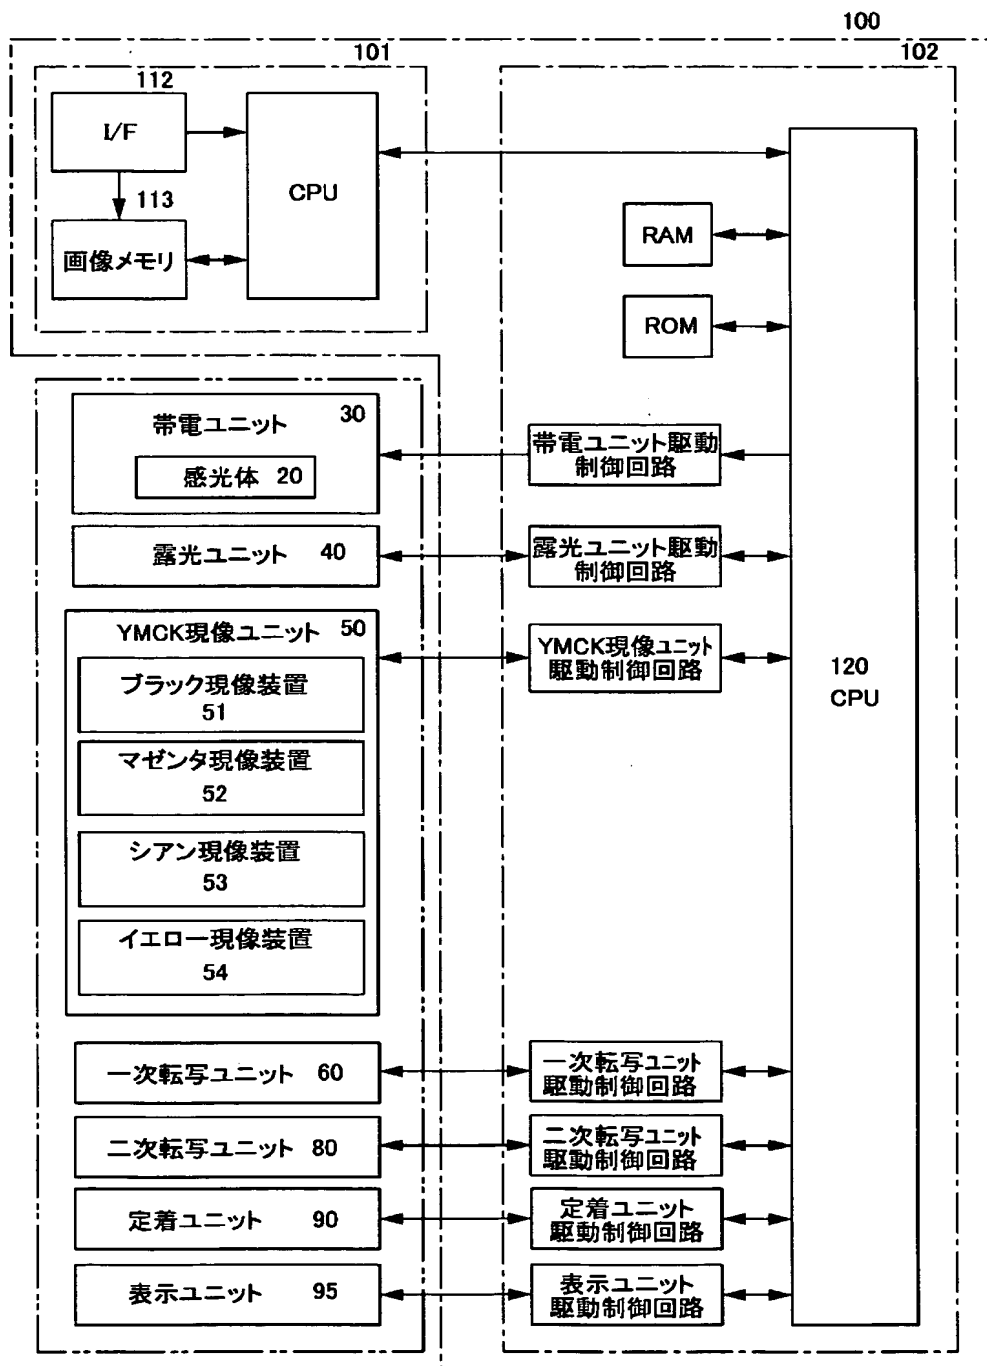 100
101
102
112
I/F
CPU
113
画像メモリ
RAM
ROM
帯電ユニット 30
感光体 20
帯電ユニット駆動
制御回路
露光ユニット 40
露光ユニット駆動
制御回路
YMCK現像ユニット 50
YMCK現像ユニット
駆動制御回路
ブラック現像装置
51
マゼンタ現像装置
52
シアン現像装置
53
イエロー現像装置
54
120
CPU
一次転写ユニット 60
一次転写ユニット
駆動制御回路
二次転写ユニット 80
二次転写ユニット
駆動制御回路
定着ユニット 90
定着ユニット
駆動制御回路
表示ユニット 95
表示ユニット
駆動制御回路